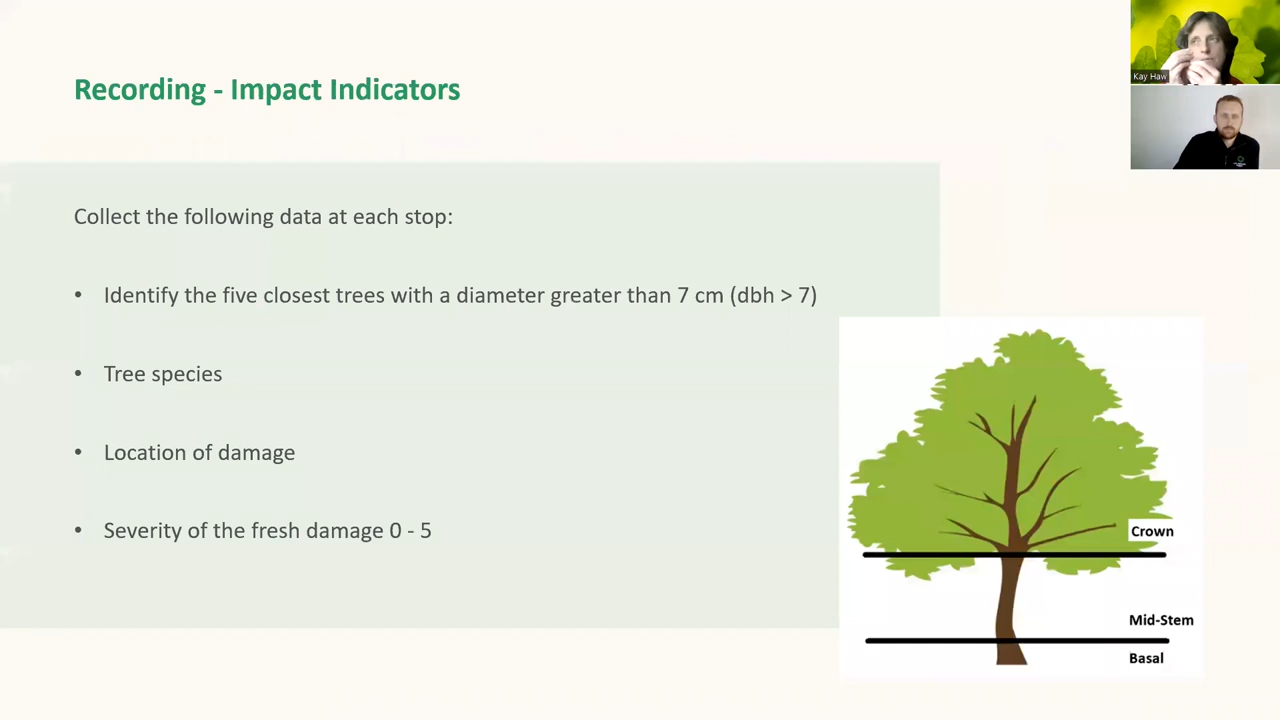 Recording - Impact Indicators
Kay Haw
Collect the following data at each stop:
• Identify the five closest trees with a diameter greater than 7 cm (dbh > 7)
• Tree species
• Location of damage
• Severity of the fresh damage 0 - 5
Crown
Mid-Stem
Basal